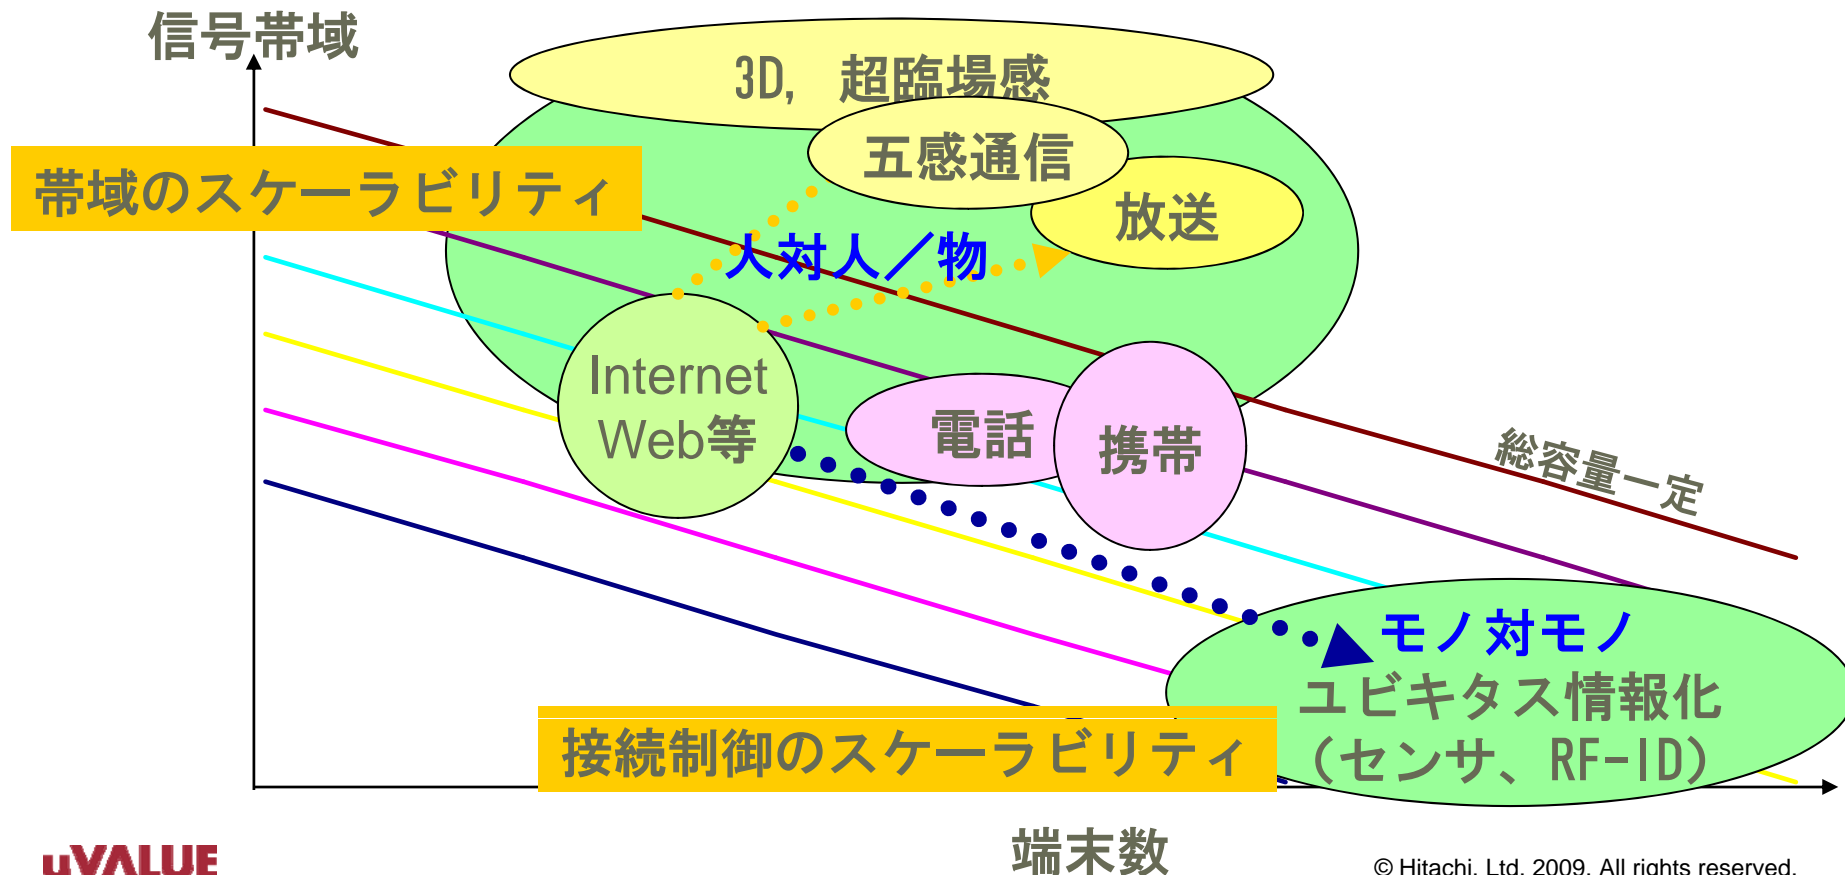 信号帯域
3D, 超臨場感
五感通信
帯域のスケーラビリティ
放送
人対人／物
Internet
Web等
電話
携帯
総容量一定
モノ対モノ
ユビキタス情報化
(センサ、RF-ID)
接続制御のスケーラビリティ
端末数
uVALUE
© Hitachi, Ltd. 2009. All rights reserved.